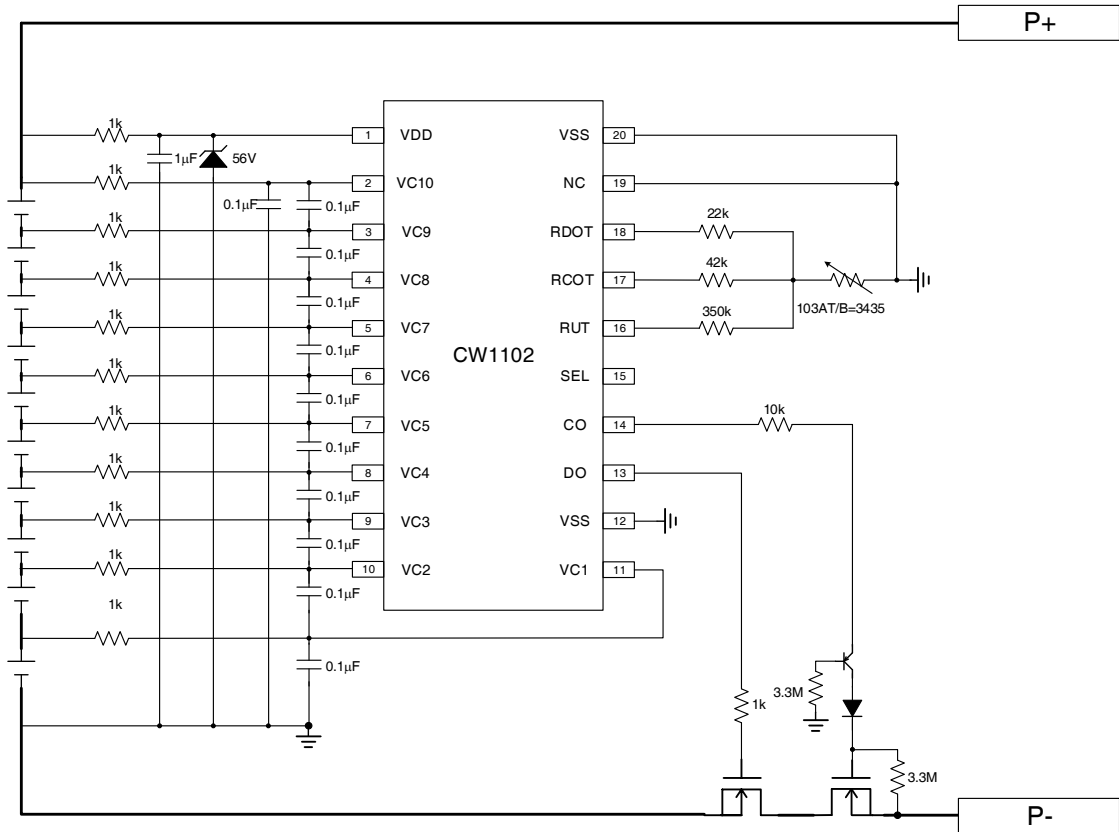 P+
1k
1 VDD
VSS 20
1µF
56V
1k
2 VC10
NC 19
0.1µF
0.1µF
1k
3 VC9
RDOT 18
22k
0.1µF
1k
4 VC8
RCOT 17
42k
103AT/B=3435
0.1µF
1k
5 VC7
RUT 16
350k
0.1µF
CW1102
1k
6 VC6
SEL 15
0.1µF
1k
7 VC5
CO 14
10k
0.1µF
1k
8 VC4
DO 13
0.1µF
1k
9 VC3
VSS 12
0.1µF
1k
10 VC2
VC1 11
0.1µF
1k
0.1µF
3.3M
1k
3.3M
P-